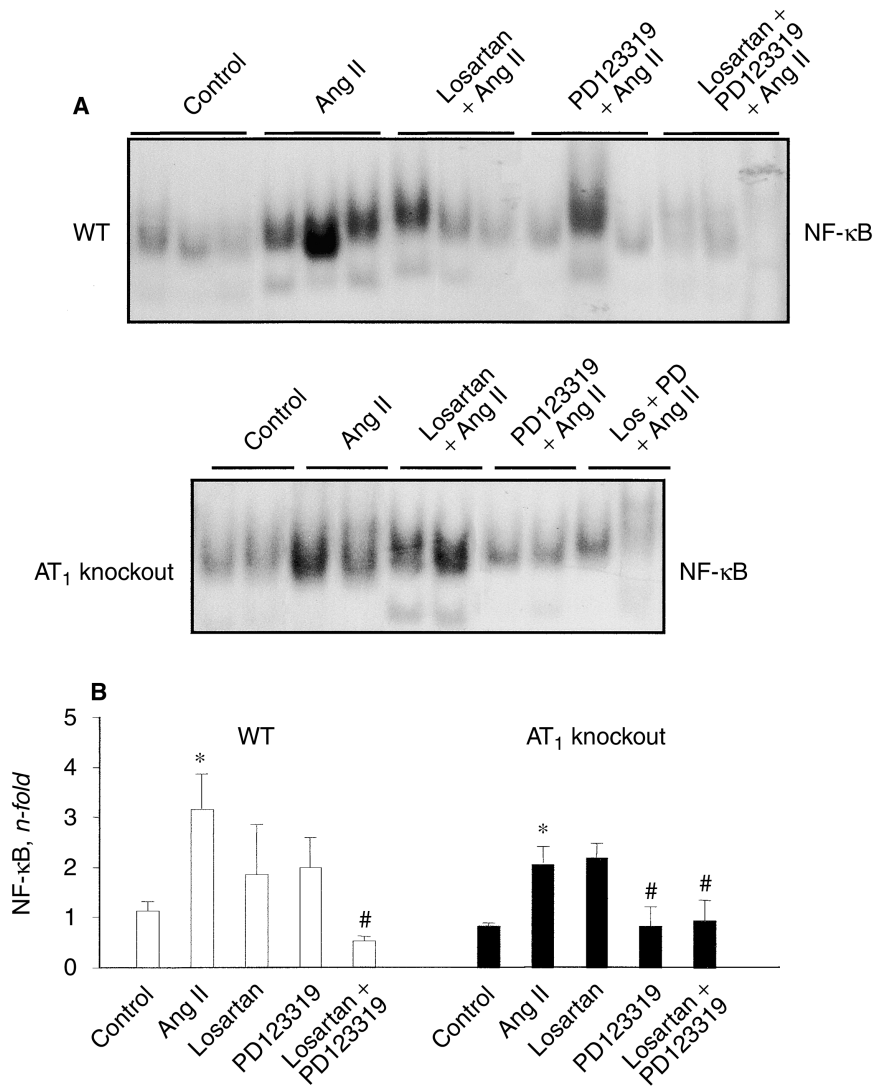 A
Control
Ang II
Losartan
+ Ang II
PD123319
+ Ang II
Losartan +
PD123319
+ Ang II
WT
NF-κB
Control
Ang II
Losartan
+ Ang II
PD123319
+ Ang II
Los + PD
+ Ang II
AT1 knockout
NF-κB
B
NF-κB, n-fold
5
4
3
2
1
0
WT
AT1 knockout
*
#
*
#
#
Control
Ang II
Losartan
PD123319
Losartan +
PD123319
Control
Ang II
Losartan
PD123319
Losartan +
PD123319